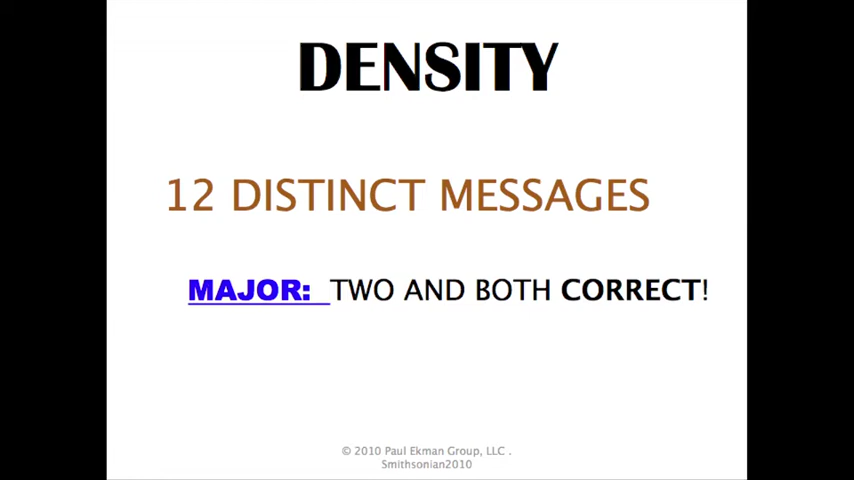 DENSITY
12 DISTINCT MESSAGES
MAJOR: TWO AND BOTH CORRECT!
© 2010 Paul Ekman Group, LLC .
Smithsonian2010